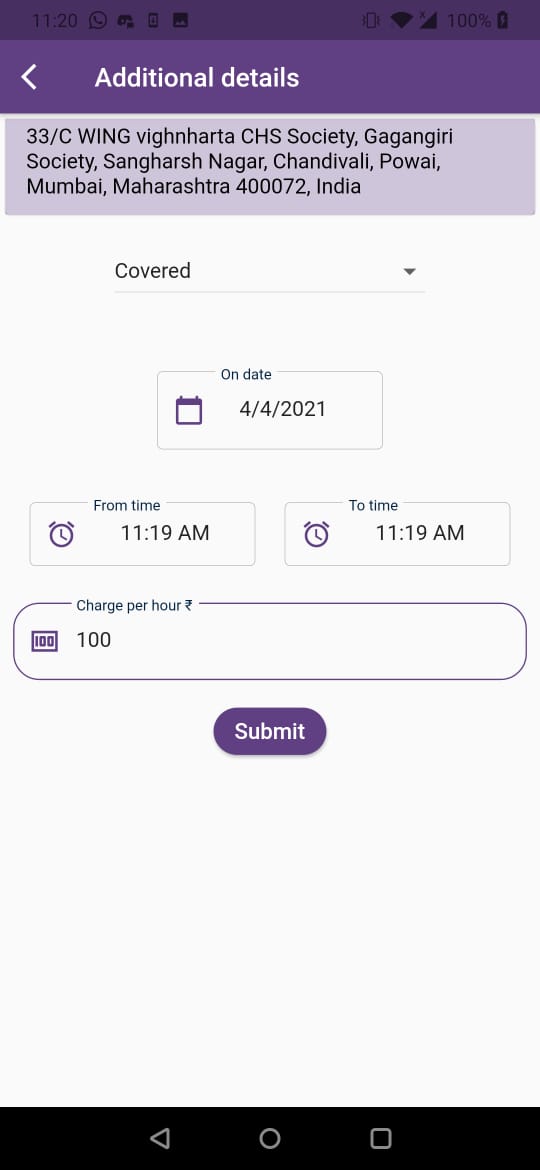 11:20
100%
Additional details
33/C WING vighnharta CHS Society, Gagangiri
Society, Sangharsh Nagar, Chandivali, Powai,
Mumbai, Maharashtra 400072, India
Covered
On date
4/4/2021
From time
11:19 AM
To time
11:19 AM
Charge per hour ₹
100
100
Submit